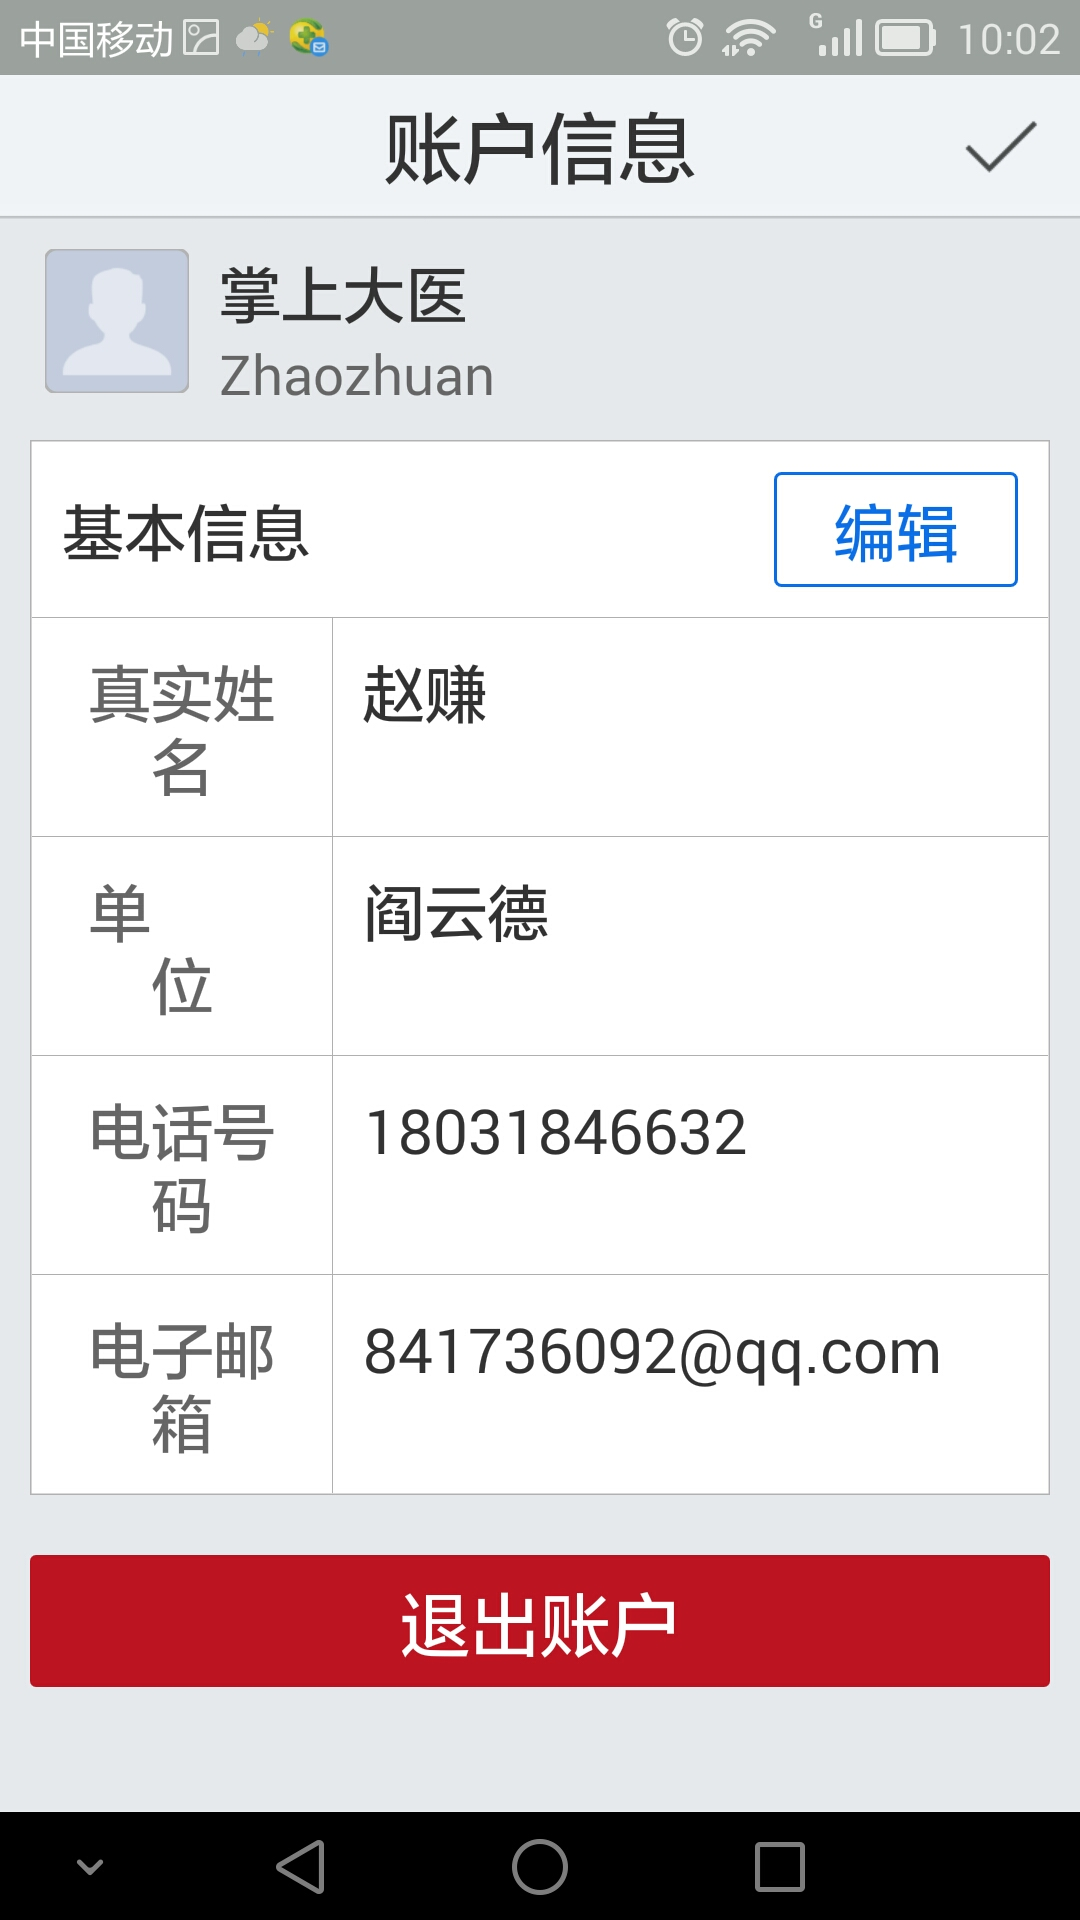 中国移动 G 10:02
账户信息
掌上大医
Zhaozhuan
基本信息 编辑
真实姓名 赵赚
单位 阎云德
电话号码 18031846632
电子邮箱 841736092@qq.com
退出账户